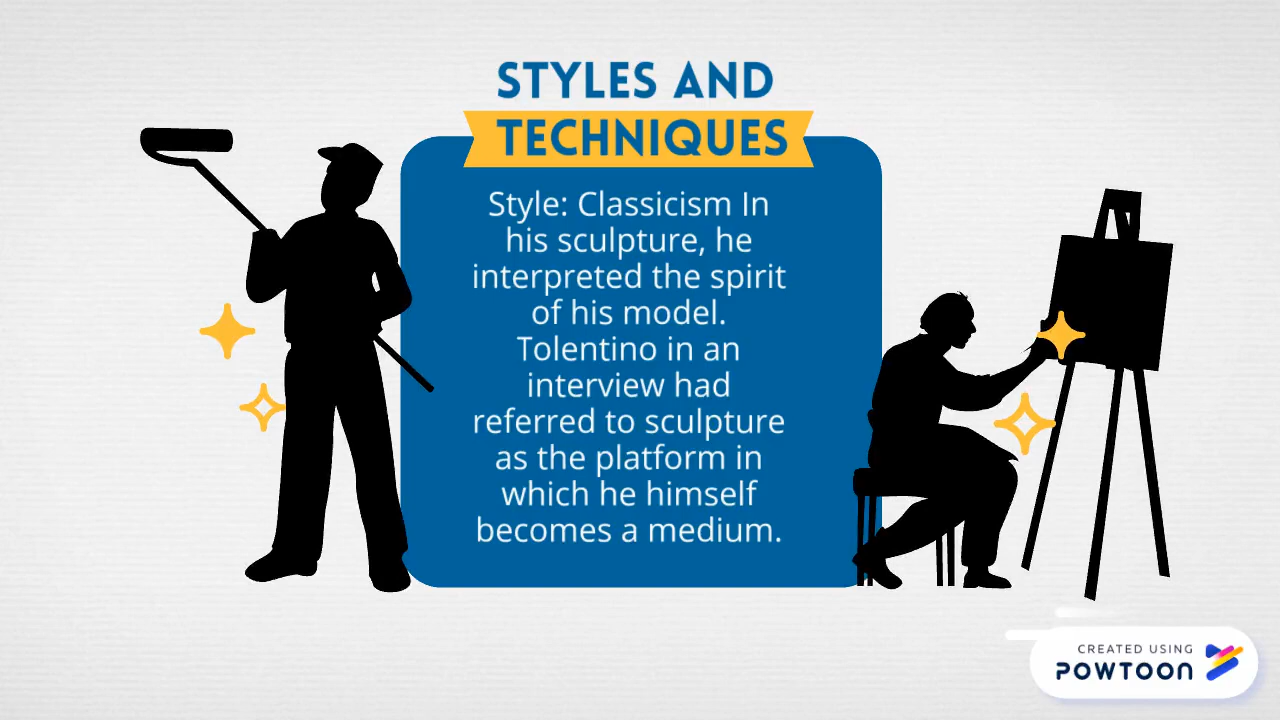 STYLES AND
TECHNIQUES
Style: Classicism In
his sculpture, he
interpreted the spirit
of his model.
Tolentino in an
interview had
referred to sculpture
as the platform in
which he himself
becomes a medium.
CREATED USING
POWTOON